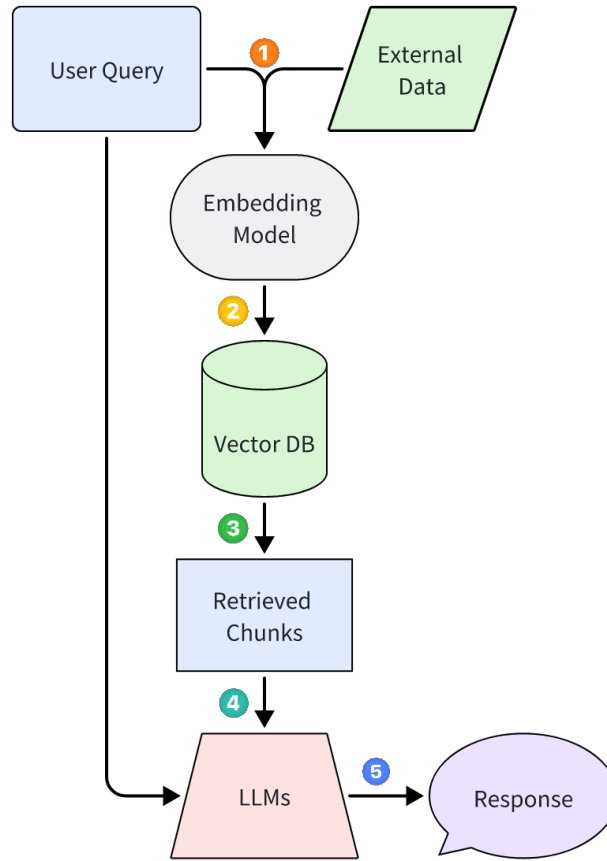 User Query
1
External
Data
Embedding
Model
2
Vector DB
3
Retrieved
Chunks
4
LLMs
5
Response